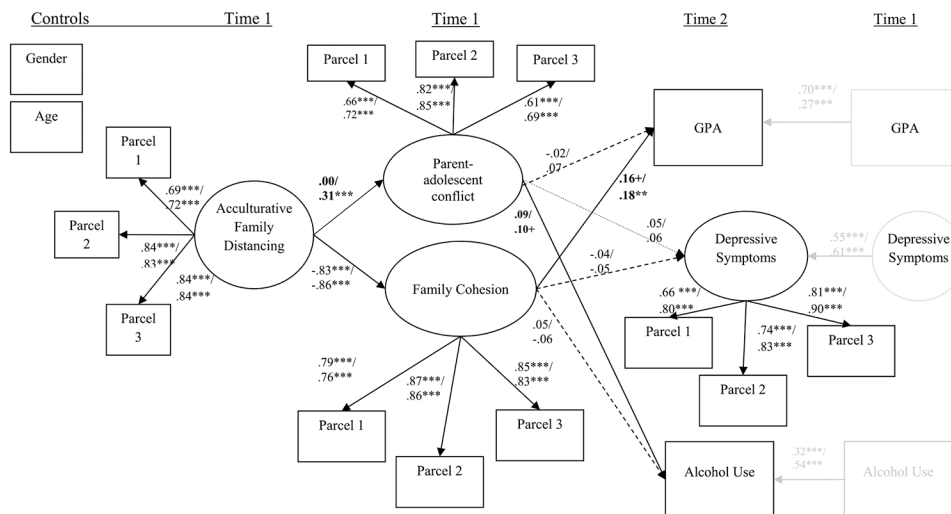 Controls Time 1 Time 1 Time 2 Time 1
Gender
Age
Parcel
1
Parcel
2
Parcel
3
.69***/
.72***
.84***/
.83***
.84***/
.84***
Acculturative
Family
Distancing
.00/
.31***
-.83***/
-.86***
Parcel 1
Parcel 2
Parcel 3
.66***/
.72***
.82***/
.85***
.61***/
.69***
Parent-
adolescent
conflict
Family Cohesion
.79***/
.76***
.87***/
.86***
.85***/
.83***
Parcel 1
Parcel 2
Parcel 3
-.02/
.07
.16+/
.18**
.09/
.10+
.05/
.06
-.04/
-.05
.05/
-.06
GPA
.70***/
.27***
GPA
Depressive
Symptoms
.55***/
.61***
Depressive
Symptoms
.66 ***/
.80***
.74***/
.83***
.81***/
.90***
Parcel 1
Parcel 2
Parcel 3
Alcohol Use
.32***/
.54***
Alcohol Use